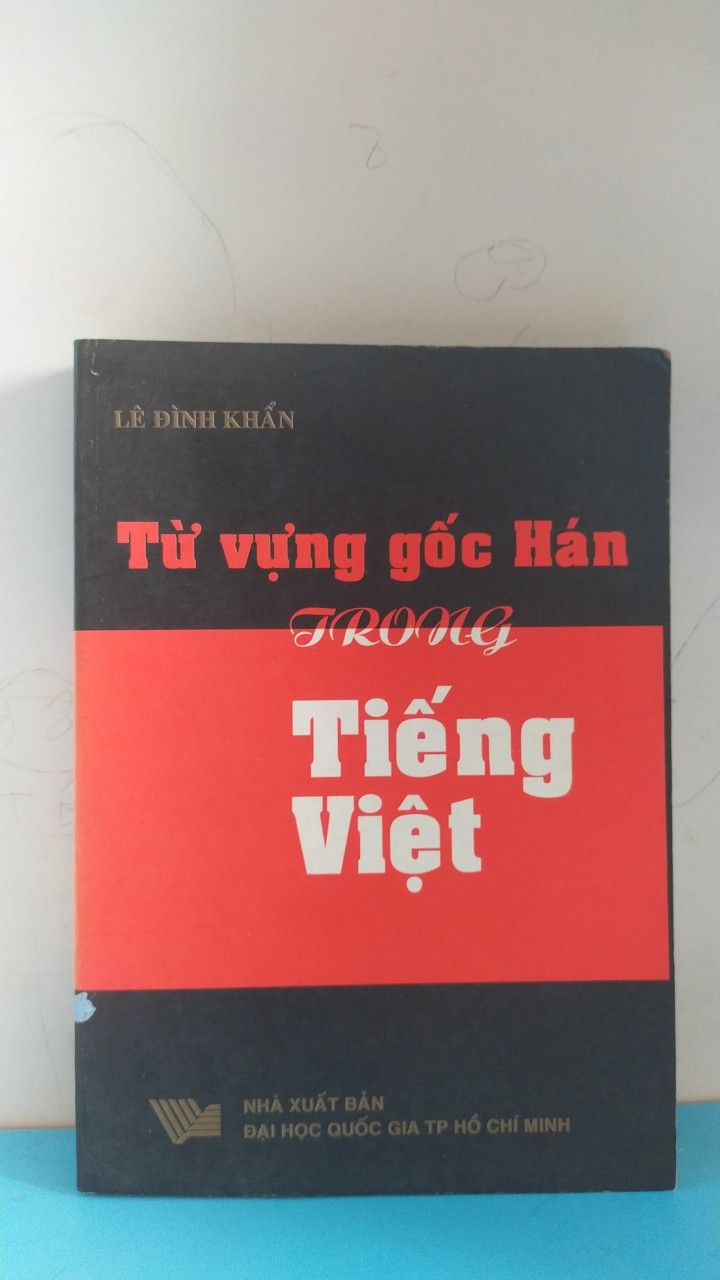 LÊ ĐÌNH KHẨN
Từ vựng gốc Hán
TRONG
Tiếng
Việt
NHÀ XUẤT BẢN
ĐẠI HỌC QUỐC GIA TP HỒ CHÍ MINH